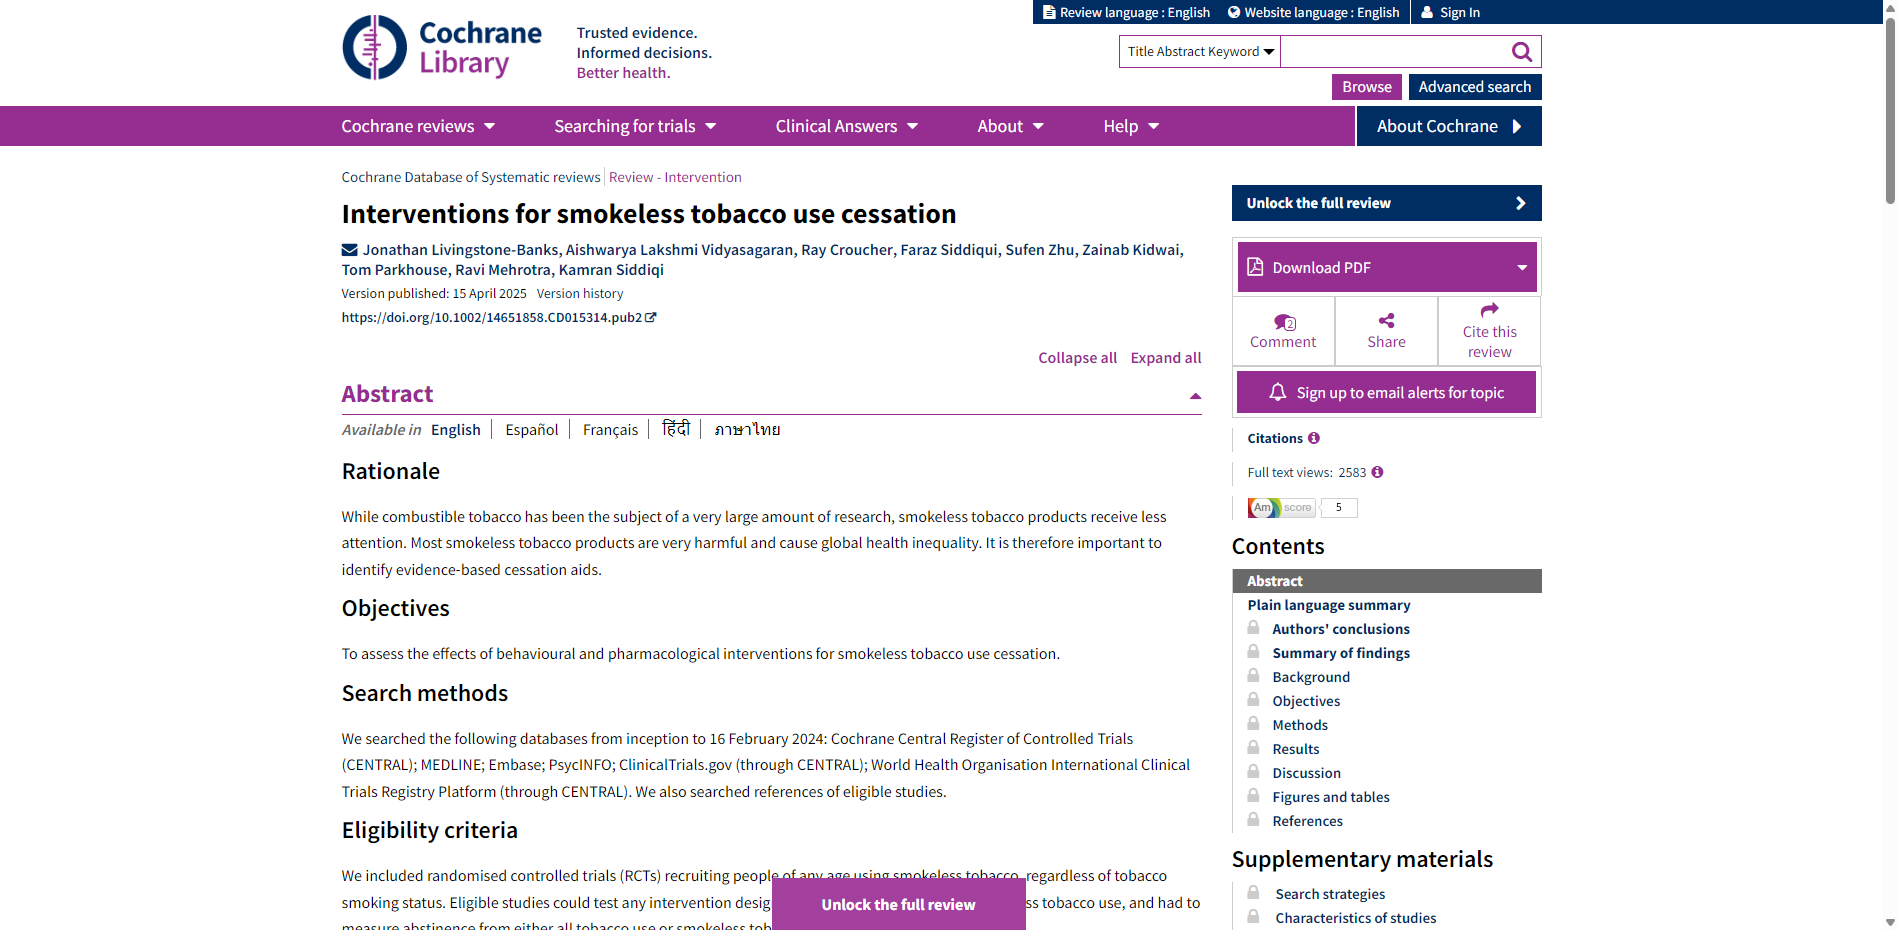 Review language : English
Website language : English
Sign In
Cochrane
Library
Trusted evidence.
Informed decisions.
Better health.
Title Abstract Keyword
Browse
Advanced search
Cochrane reviews
Searching for trials
Clinical Answers
About
Help
About Cochrane
Cochrane Database of Systematic reviews
Review - Intervention
Interventions for smokeless tobacco use cessation
Jonathan Livingstone-Banks, Aishwarya Lakshmi Vidyasagaran, Ray Croucher, Faraz Siddiqui, Sufen Zhu, Zainab Kidwai,
Tom Parkhouse, Ravi Mehrotra, Kamran Siddiqi
Version published: 15 April 2025 Version history
https://doi.org/10.1002/14651858.CD015314.pub2
Collapse all Expand all
Abstract
Available in English Español Français हिंदी ภาษาไทย
Rationale
While combustible tobacco has been the subject of a very large amount of research, smokeless tobacco products receive less
attention. Most smokeless tobacco products are very harmful and cause global health inequality. It is therefore important to
identify evidence-based cessation aids.
Objectives
To assess the effects of behavioural and pharmacological interventions for smokeless tobacco use cessation.
Search methods
We searched the following databases from inception to 16 February 2024: Cochrane Central Register of Controlled Trials
(CENTRAL); MEDLINE; Embase; PsycINFO; ClinicalTrials.gov (through CENTRAL); World Health Organisation International Clinical
Trials Registry Platform (through CENTRAL). We also searched references of eligible studies.
Eligibility criteria
We included randomised controlled trials (RCTs) recruiting people of any age using smokeless tobacco, regardless of tobacco
smoking status. Eligible studies could test any intervention desig
ss tobacco use, and had to
measure abstinence from either all tobacco use or smokeless tob
Unlock the full review
Unlock the full review
Download PDF
2
Comment
Share
Cite this
review
Sign up to email alerts for topic
Citations
Full text views: 2583
Am score 5
Contents
Abstract
Plain language summary
Authors' conclusions
Summary of findings
Background
Objectives
Methods
Results
Discussion
Figures and tables
References
Supplementary materials
Search strategies
Characteristics of studies